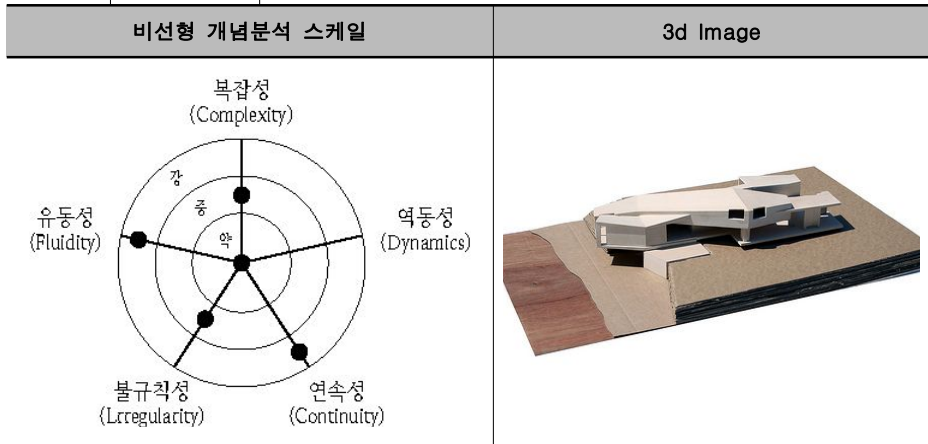 비선형 개념분석 스케일
3d Image
복잡성
(Complexity)
강
중
약
유동성
(Fluidity)
역동성
(Dynamics)
불규칙성
(Lrregularity)
연속성
(Continuity)